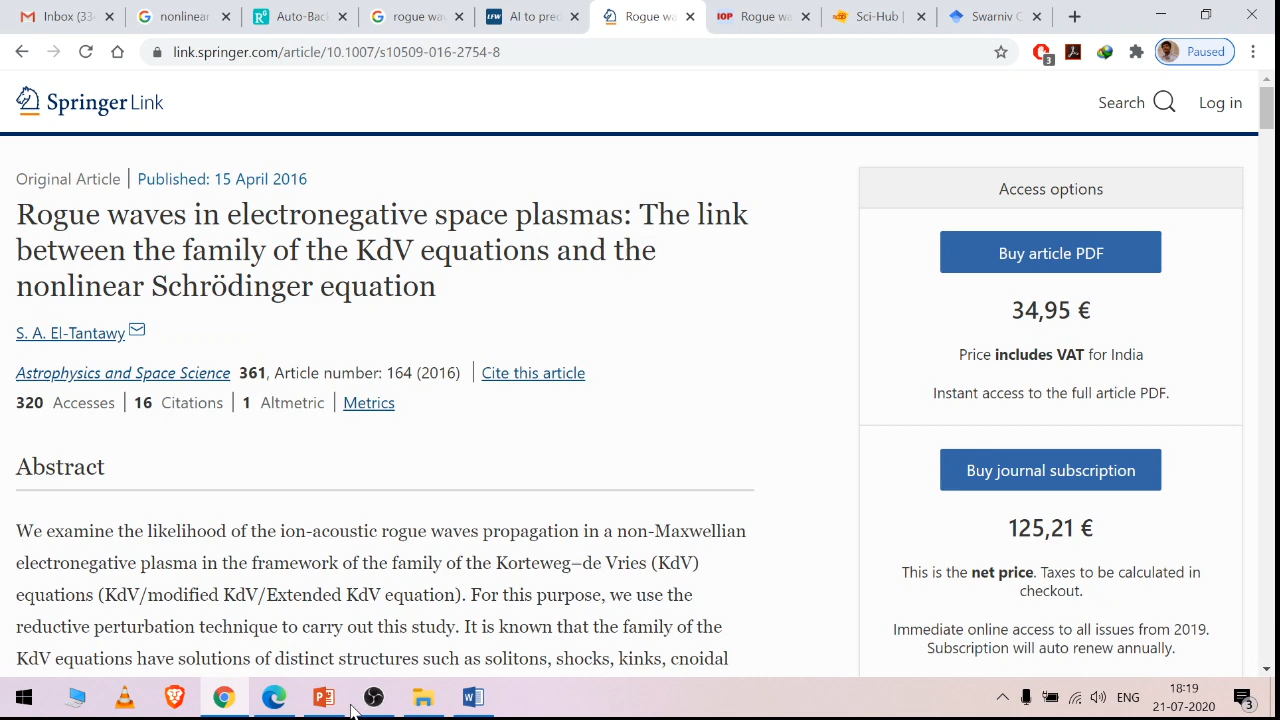 Inbox (33
nonlinear
Auto-Bac
rogue wa
AI to pred
Rogue wa
Rogue wa
Sci-Hub |
Swarniv C
link.springer.com/article/10.1007/s10509-016-2754-8
3
Paused
Springer Link
Search
Log in
Original Article | Published: 15 April 2016
Rogue waves in electronegative space plasmas: The link
between the family of the KdV equations and the
nonlinear Schrödinger equation
S. A. El-Tantawy
Astrophysics and Space Science 361, Article number: 164 (2016) | Cite this article
320 Accesses | 16 Citations | 1 Altmetric | Metrics
Abstract
We examine the likelihood of the ion-acoustic rogue waves propagation in a non-Maxwellian
electronegative plasma in the framework of the family of the Korteweg–de Vries (KdV)
equations (KdV/modified KdV/Extended KdV equation). For this purpose, we use the
reductive perturbation technique to carry out this study. It is known that the family of the
KdV equations have solutions of distinct structures such as solitons, shocks, kinks, cnoidal
Access options
Buy article PDF
34,95 €
Price includes VAT for India
Instant access to the full article PDF.
Buy journal subscription
125,21 €
This is the net price. Taxes to be calculated in
checkout.
Immediate online access to all issues from 2019.
Subscription will auto renew annually.
ENG
18:19
21-07-2020
3